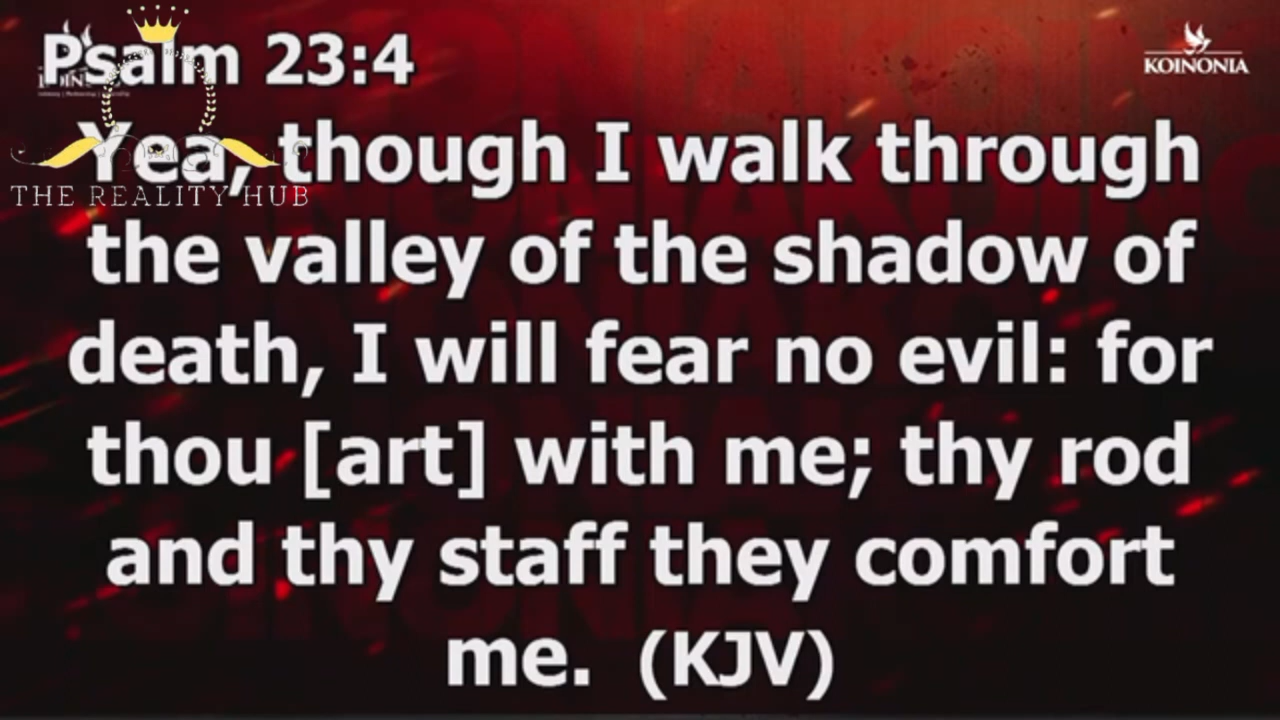 Psalm 23:4
KOINONIA
THE REALITY HUB
Yea, though I walk through
the valley of the shadow of
death, I will fear no evil: for
thou [art] with me; thy rod
and thy staff they comfort
me. (KJV)